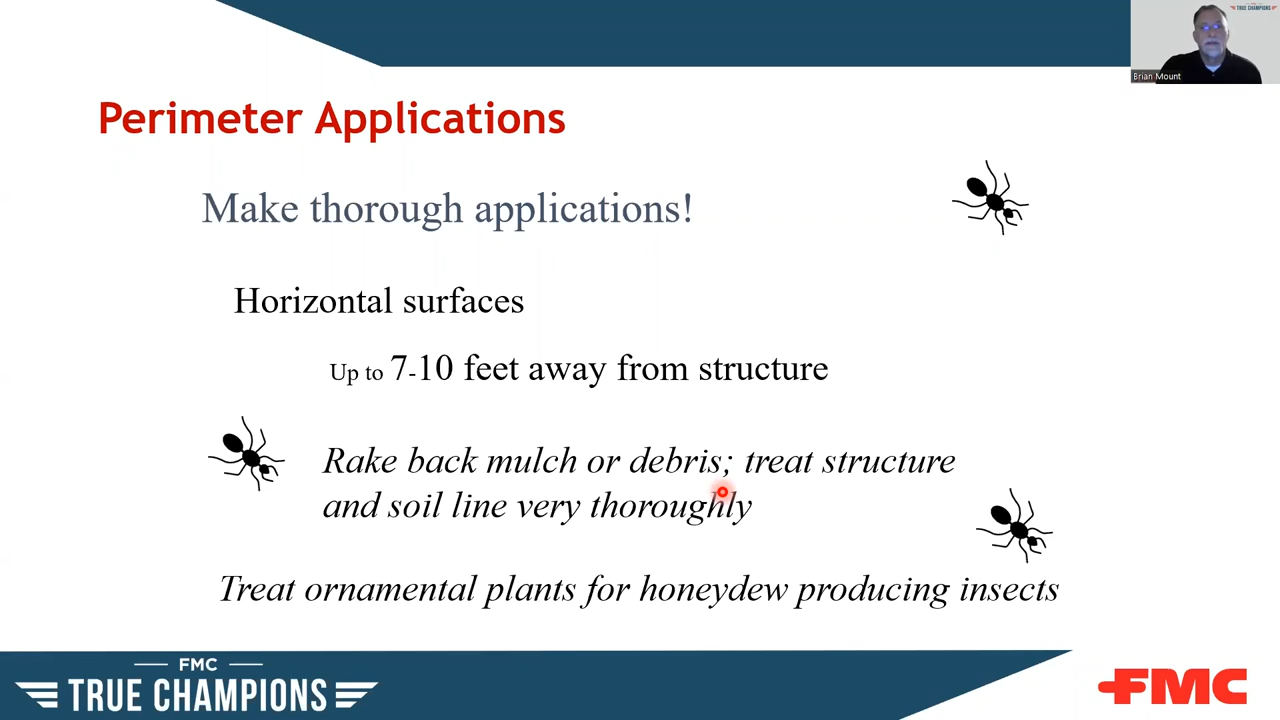 TRUE CHAMPIONS
Brian Mount
Perimeter Applications
Make thorough applications!
Horizontal surfaces
Up to 7-10 feet away from structure
Rake back mulch or debris; treat structure
and soil line very thoroughly
Treat ornamental plants for honeydew producing insects
FMC
TRUE CHAMPIONS
FMC